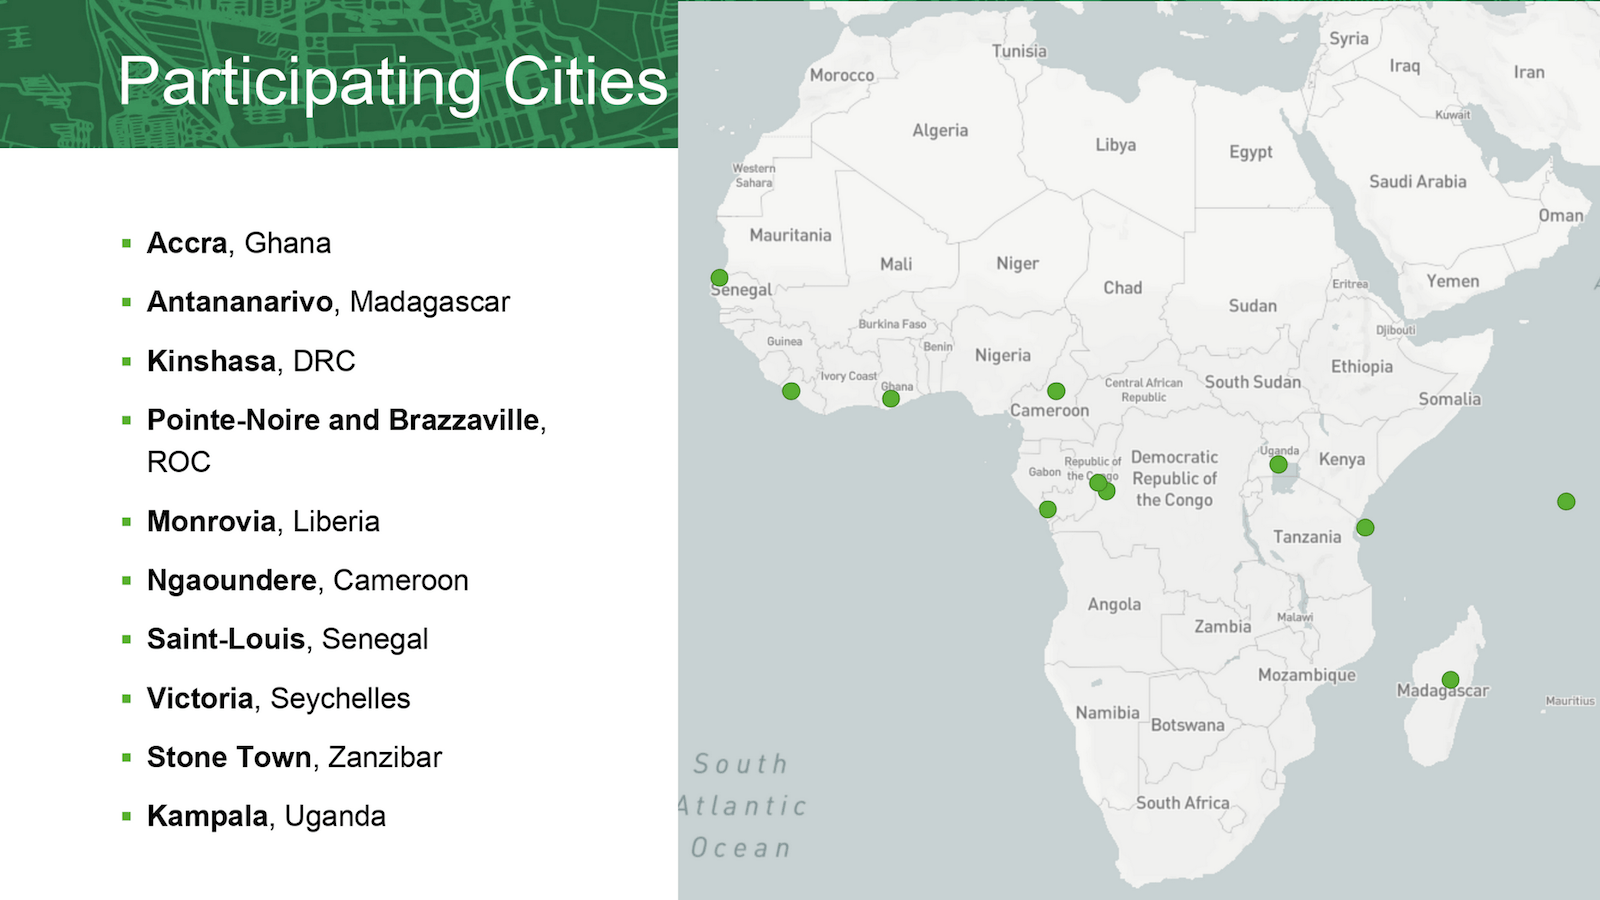 Participating Cities
Accra, Ghana
Antananarivo, Madagascar
Kinshasa, DRC
Pointe-Noire and Brazzaville,
ROC
Monrovia, Liberia
Ngaoundere, Cameroon
Saint-Louis, Senegal
Victoria, Seychelles
Stone Town, Zanzibar
Kampala, Uganda
Tunisia
Syria
Morocco
Iraq
Iran
Kuwait
Algeria
Libya
Egypt
Western
Sahara
Saudi Arabia
Oman
Mauritania
Mali
Niger
Chad
Sudan
Eritrea
Yemen
Senegal
Burkina Faso
Djibouti
Guinea
Benin
Nigeria
Ethiopia
Ivory Coast
Ghana
Central African
Republic
South Sudan
Somalia
Cameroon
Uganda
Kenya
Gabon
Republic of
the Congo
Democratic
Republic of
the Congo
Tanzania
Angola
Zambia
Malawi
Mozambique
Madagascar
Mauritius
Namibia
Botswana
South Africa
South
Atlantic
Ocean